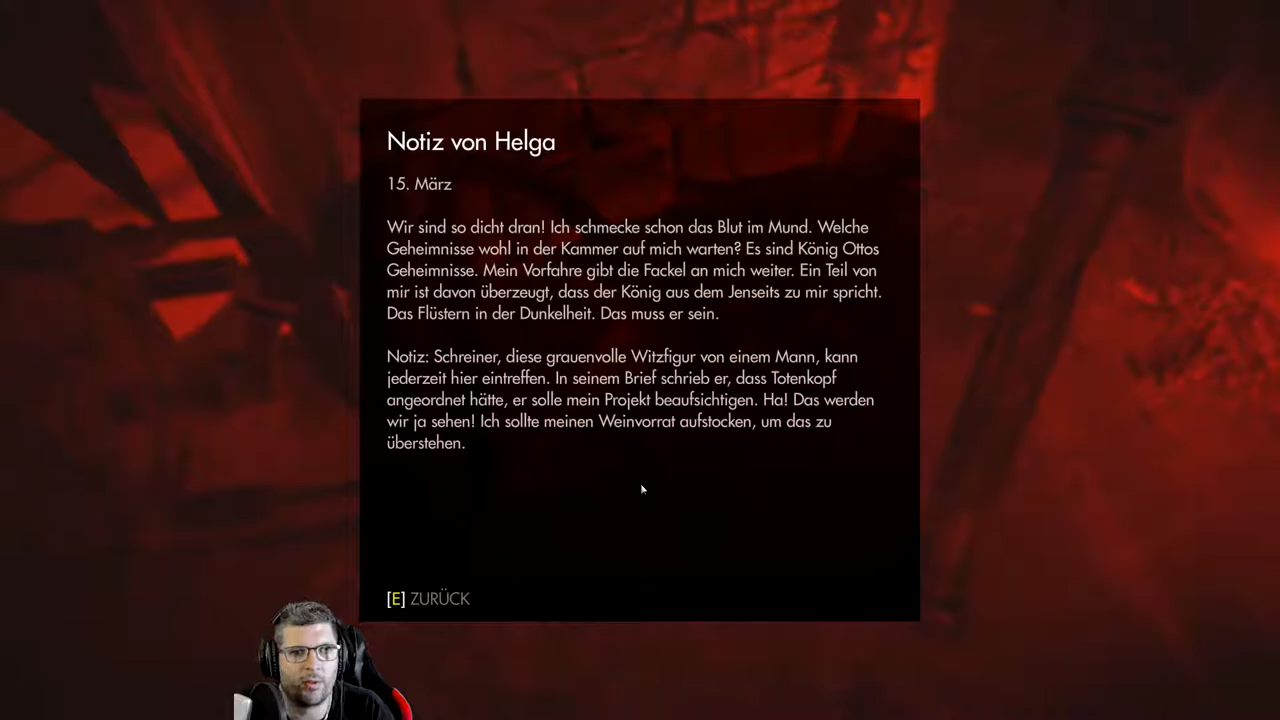 Notiz von Helga
15. März
Wir sind so dicht dran! Ich schmecke schon das Blut im Mund. Welche
Geheimnisse wohl in der Kammer auf mich warten? Es sind König Ottos
Geheimnisse. Mein Vorfahre gibt die Fackel an mich weiter. Ein Teil von
mir ist davon überzeugt, dass der König aus dem Jenseits zu mir spricht.
Das Flüstern in der Dunkelheit. Das muss er sein.
Notiz: Schreiner, diese grauenvolle Witzfigur von einem Mann, kann
jederzeit hier eintreffen. In seinem Brief schrieb er, dass Totenkopf
angeordnet hätte, er solle mein Projekt beaufsichtigen. Ha! Das werden
wir ja sehen! Ich sollte meinen Weinvorrat aufstocken, um das zu
überstehen.
[E] ZURÜCK